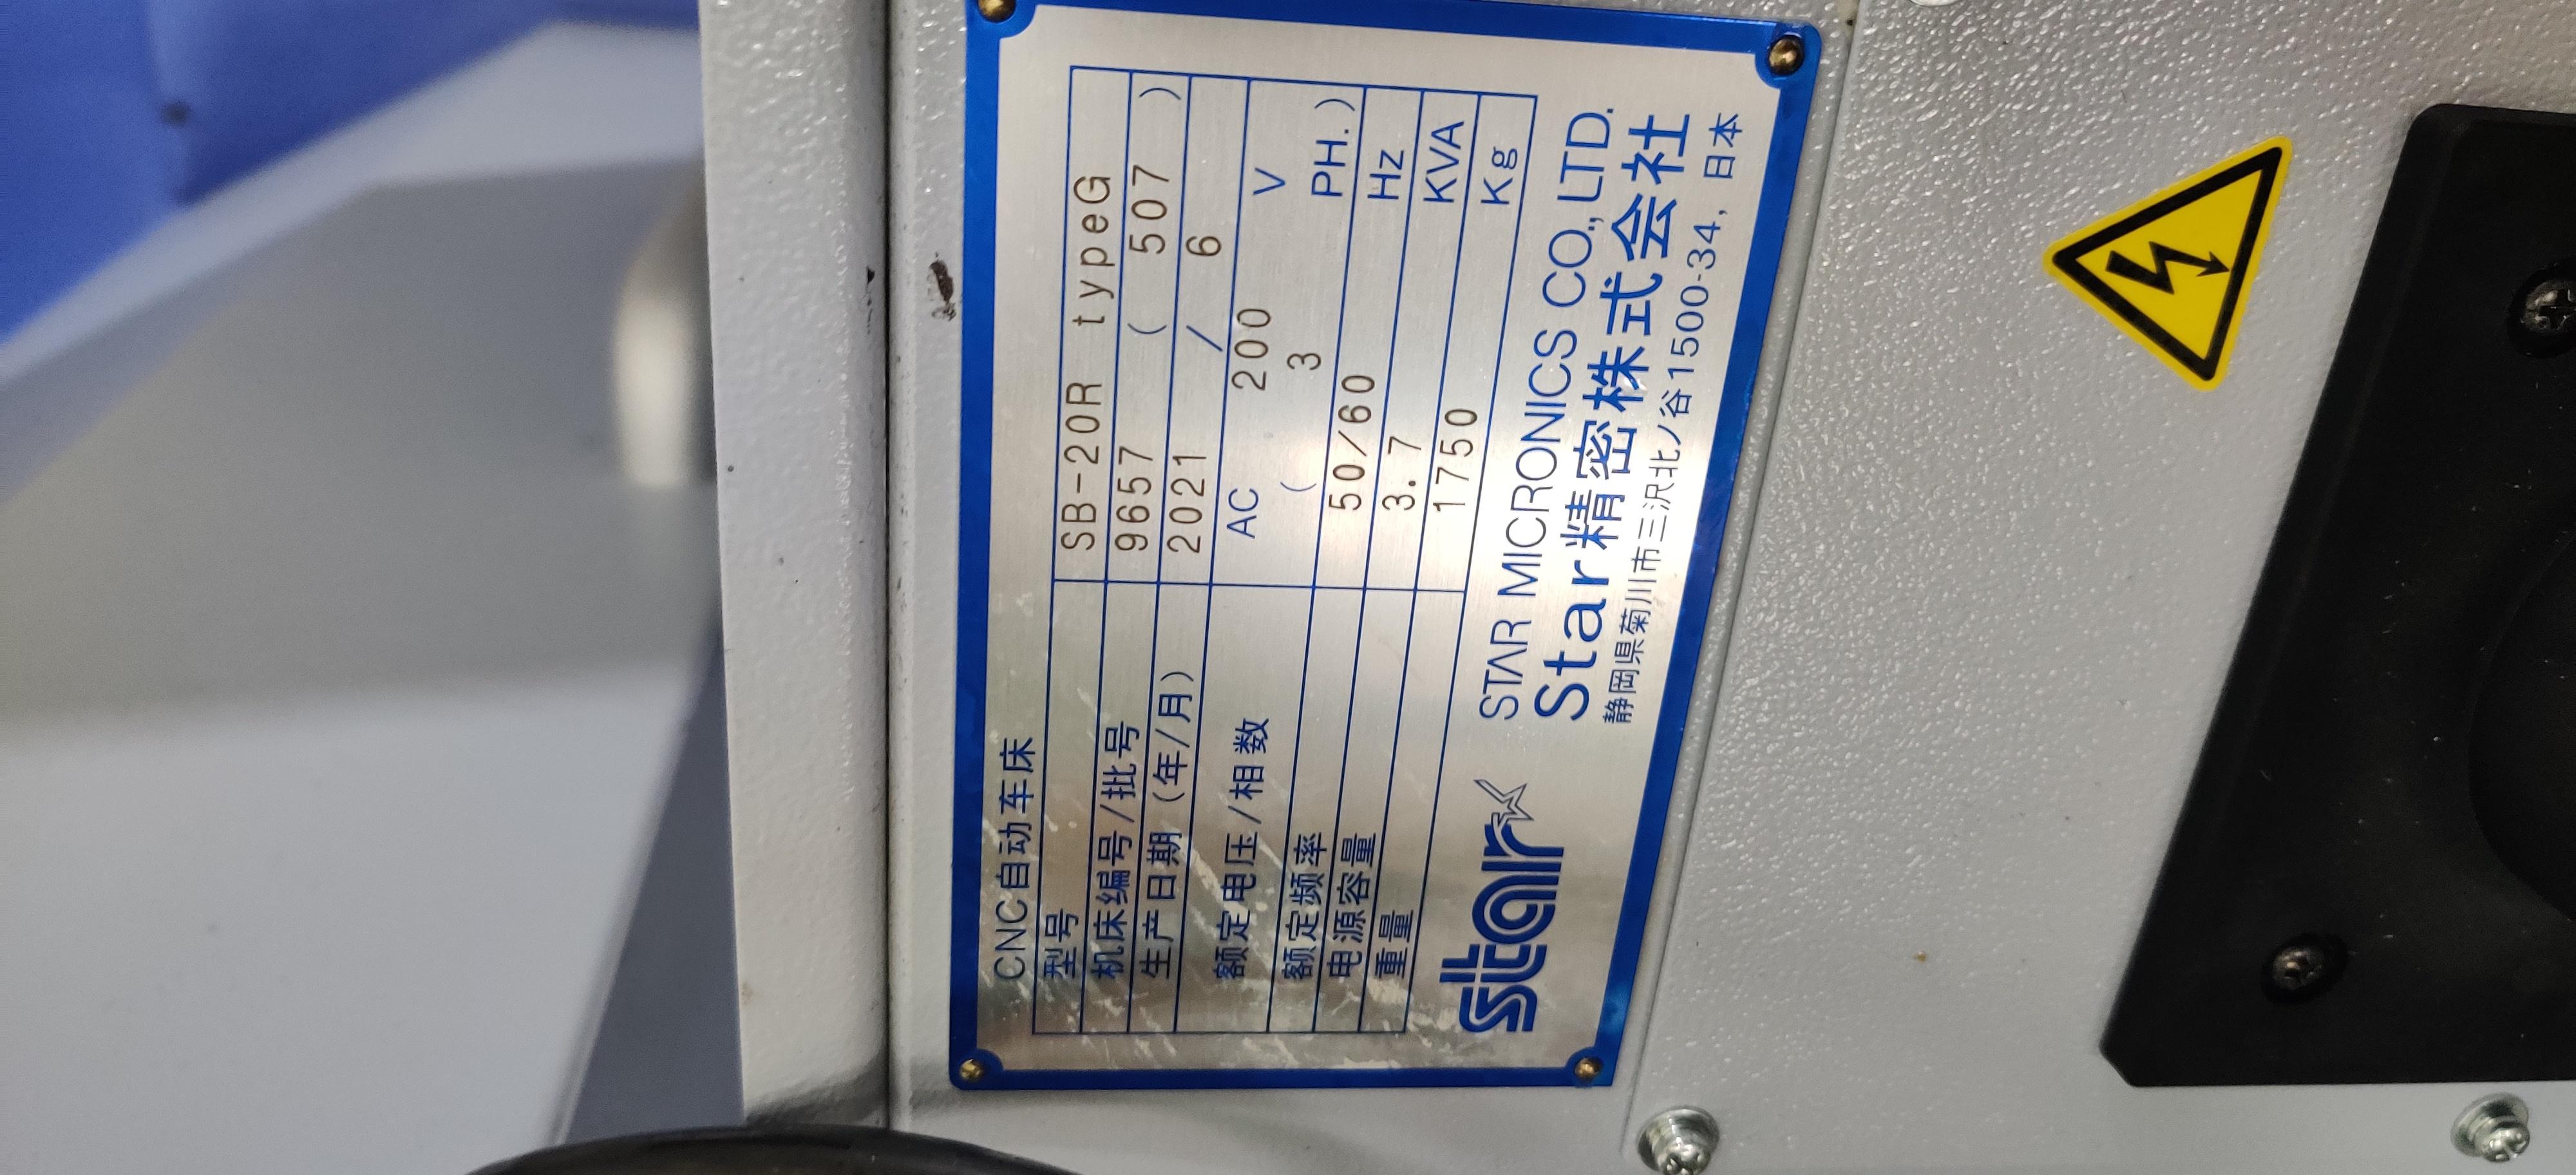 CNC自动车床
型号 SB-20R typeG
机床编号/批号 9657 ( 507 )
生产日期(年/月) 2021 / 6
额定电压/相数 AC 200 V
( 3 PH.)
额定频率 50/60 Hz
电源容量 3.7 KVA
重量 1750 Kg
star
STAR MICRONICS CO.,LTD.
Star精密株式会社
静岡県菊川市三沢北ノ谷1500-34, 日本